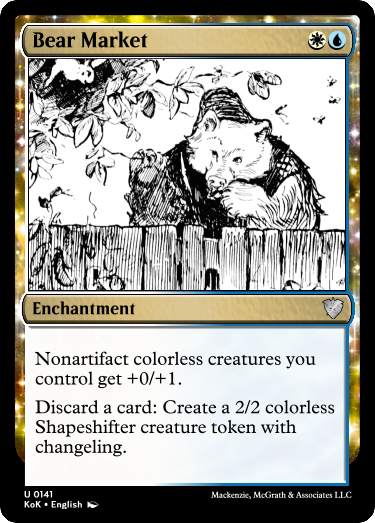 Bear Market
Enchantment
Nonartifact colorless creatures you
control get +0/+1.
Discard a card: Create a 2/2 colorless
Shapeshifter creature token with
changeling.
U 0141
KoK • English
Mackenzie, McGrath & Associates LLC